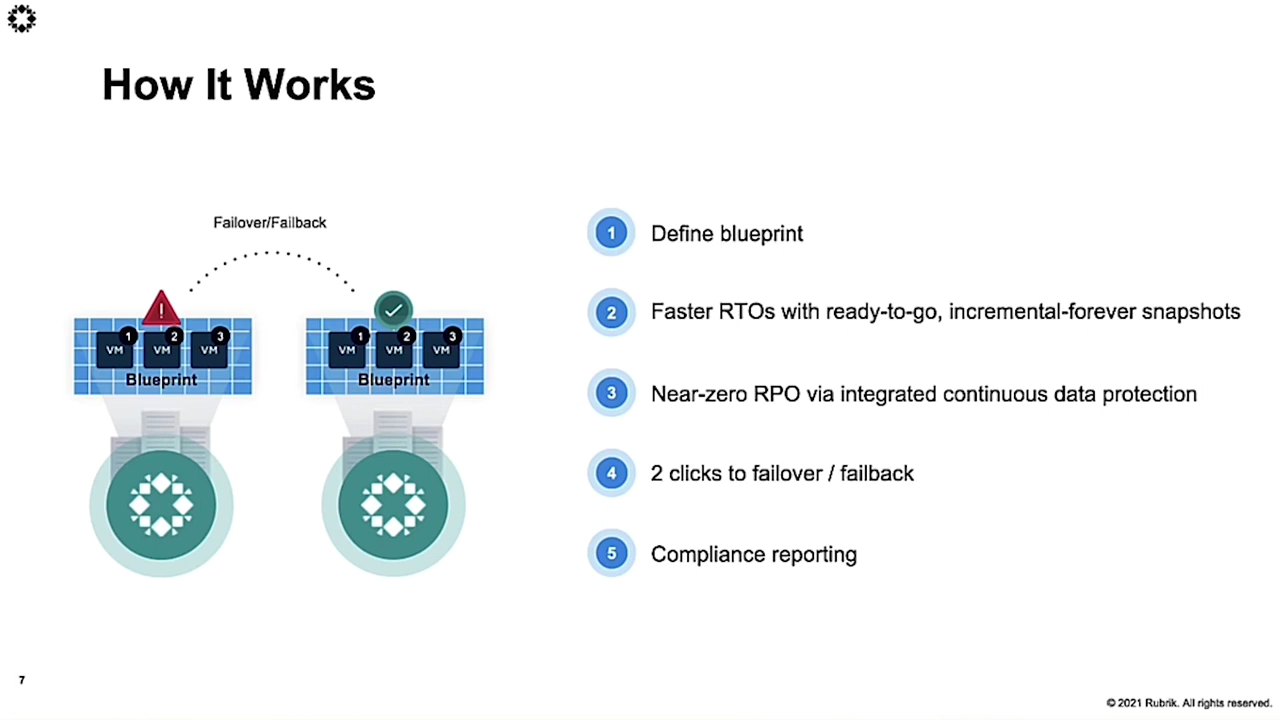 How It Works
Failover/Failback
1 2 3
VM VM VM
Blueprint
1 2 3
VM VM VM
Blueprint
1 Define blueprint
2 Faster RTOs with ready-to-go, incremental-forever snapshots
3 Near-zero RPO via integrated continuous data protection
4 2 clicks to failover / failback
5 Compliance reporting
7
© 2021 Rubrik. All rights reserved.